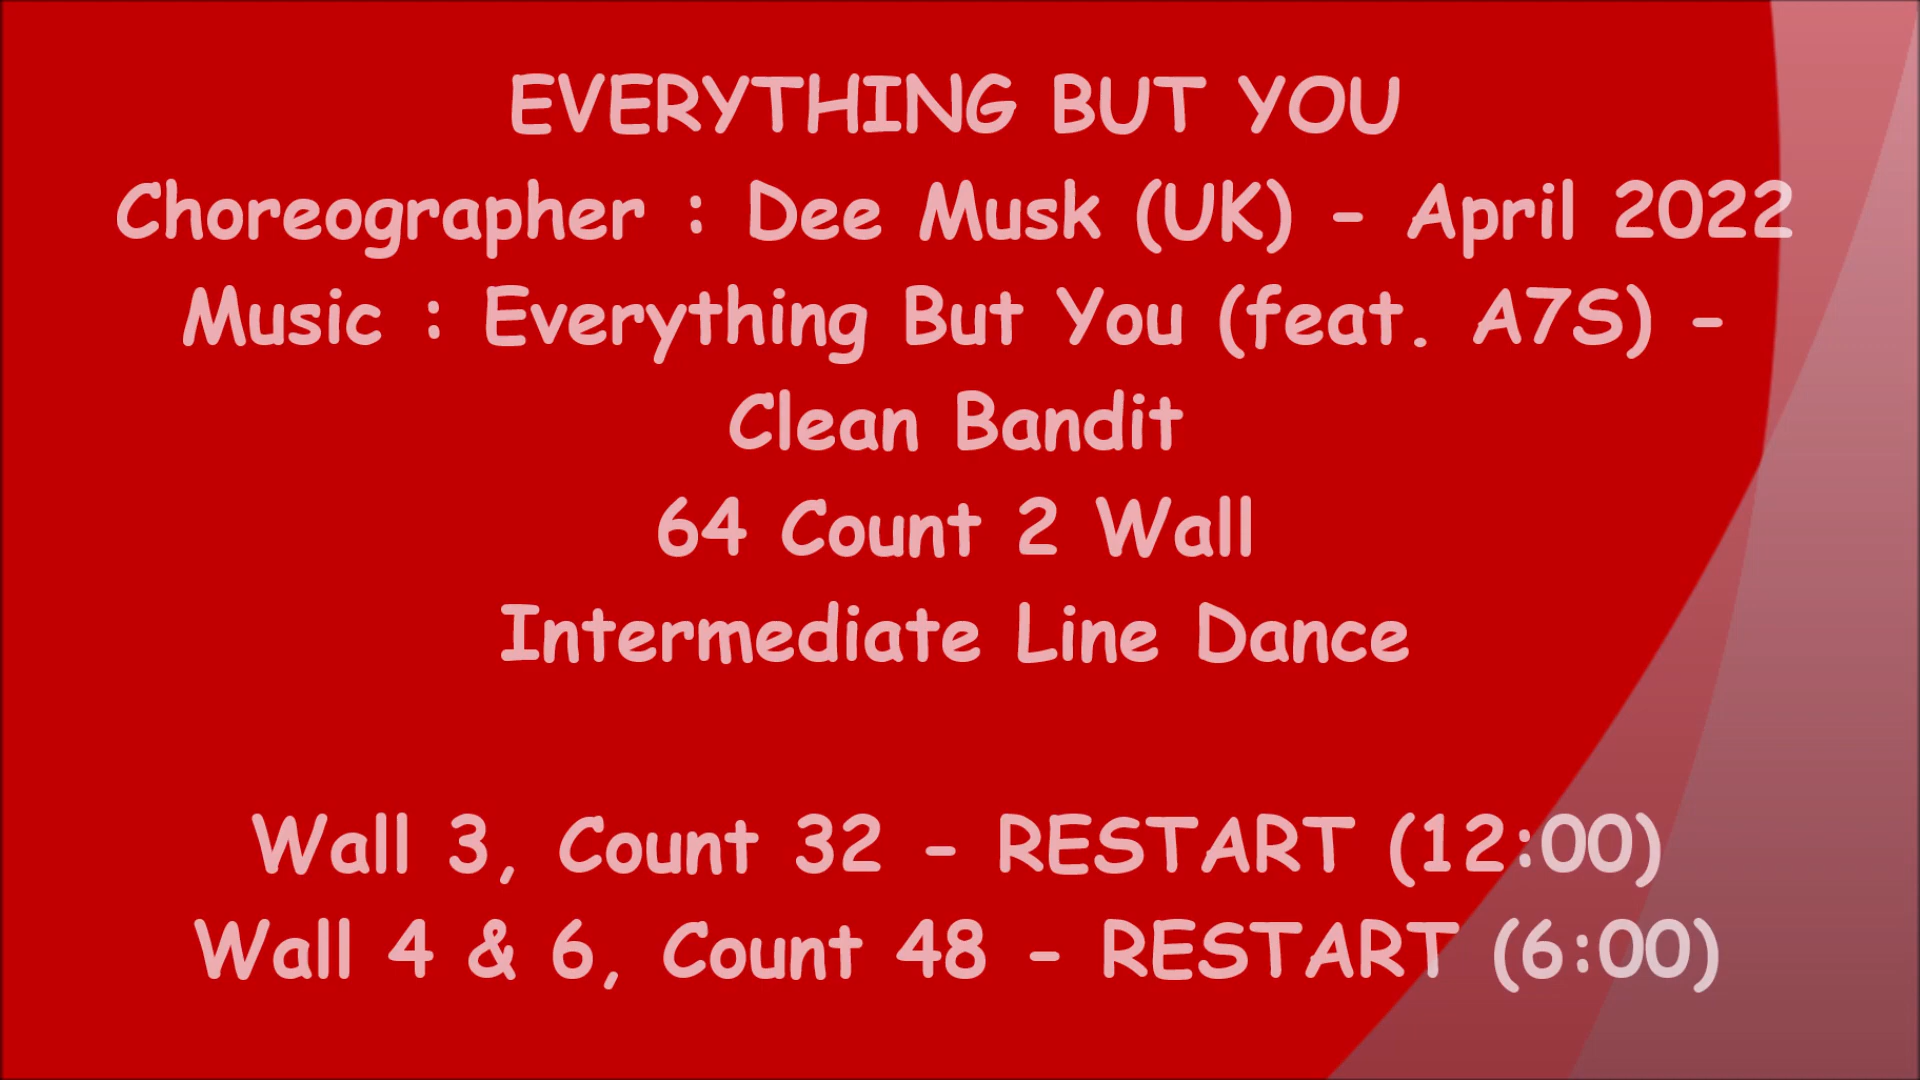 EVERYTHING BUT YOU
Choreographer : Dee Musk (UK) - April 2022
Music : Everything But You (feat. A7S) -
Clean Bandit
64 Count 2 Wall
Intermediate Line Dance
Wall 3, Count 32 - RESTART (12:00)
Wall 4 & 6, Count 48 - RESTART (6:00)